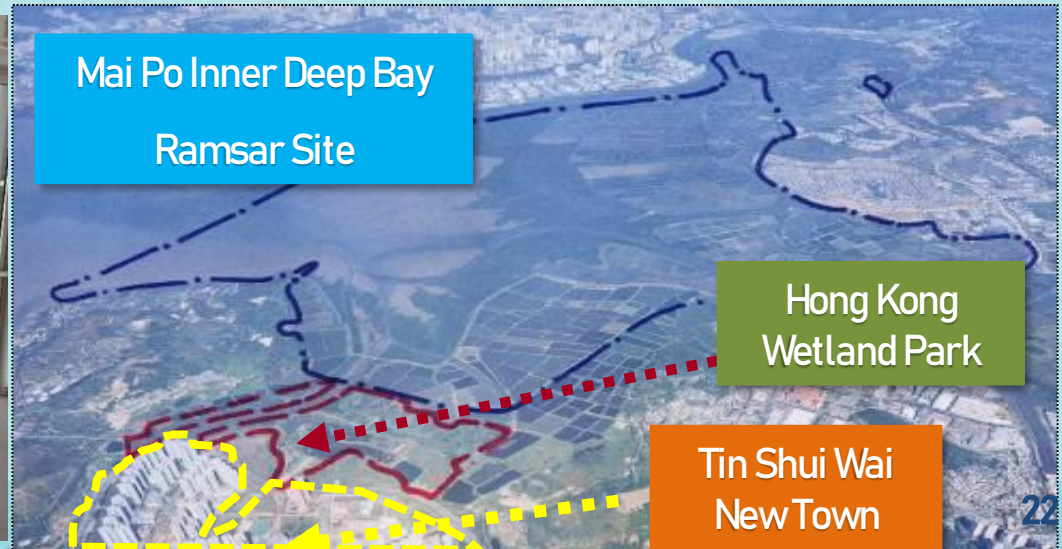 Mai Po Inner Deep Bay
Ramsar Site
Hong Kong
Wetland Park
Tin Shui Wai
New Town
22